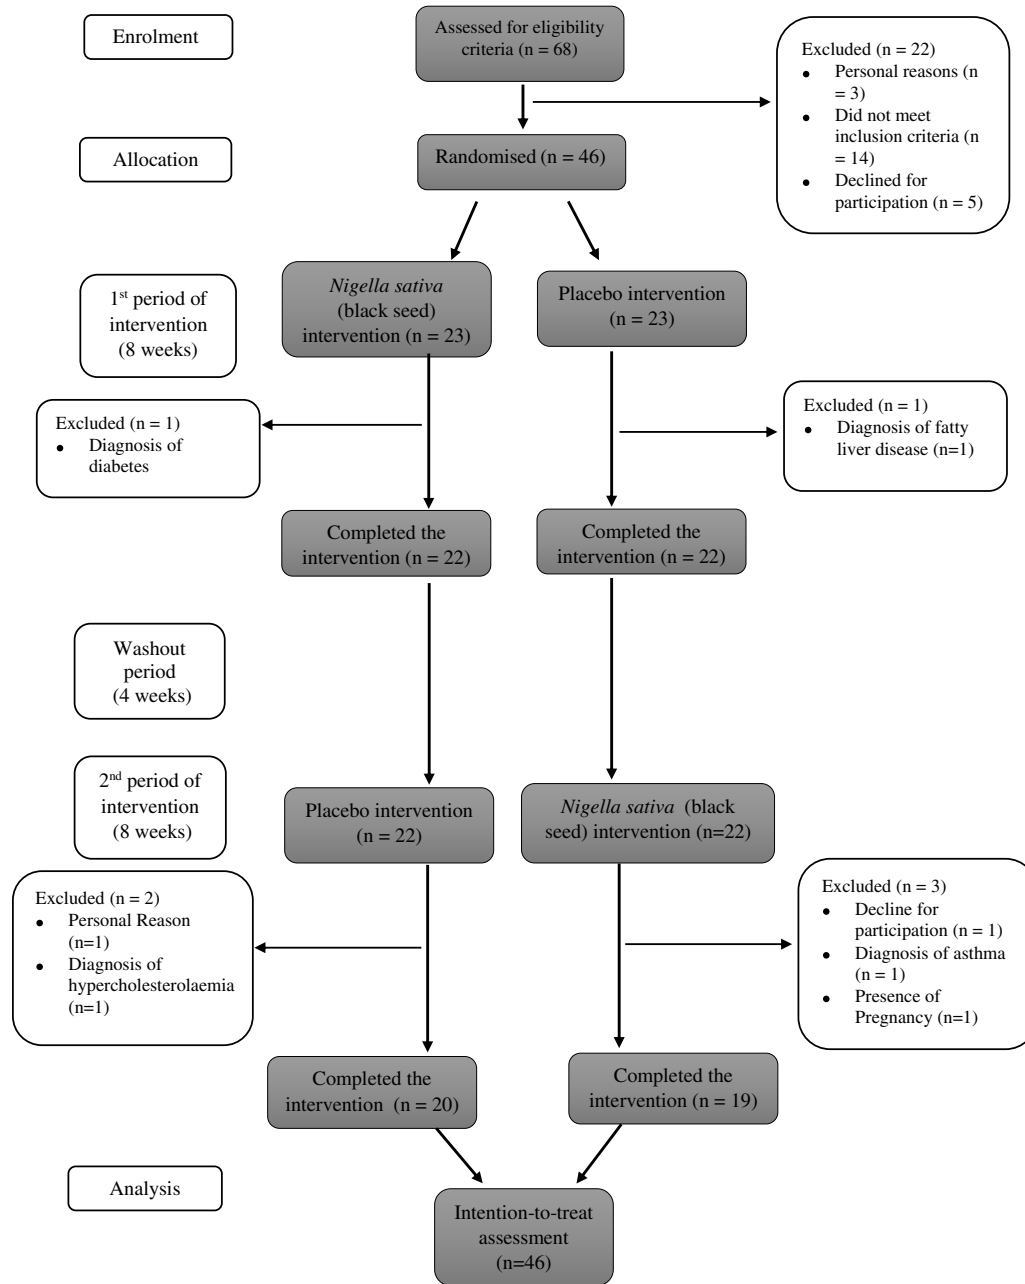 Enrolment
Assessed for eligibility
criteria (n = 68)
Excluded (n = 22)
● Personal reasons (n
= 3)
● Did not meet
inclusion criteria (n
= 14)
● Declined for
participation (n = 5)
Allocation
Randomised (n = 46)
1st period of
intervention
(8 weeks)
Nigella sativa
(black seed)
intervention (n = 23)
Placebo intervention
(n = 23)
Excluded (n = 1)
● Diagnosis of
diabetes
Excluded (n = 1)
● Diagnosis of fatty
liver disease (n=1)
Completed the
intervention (n = 22)
Completed the
intervention (n = 22)
Washout
period
(4 weeks)
2nd period of
intervention
(8 weeks)
Placebo intervention
(n = 22)
Nigella sativa (black
seed) intervention (n=22)
Excluded (n = 2)
● Personal Reason
(n=1)
● Diagnosis of
hypercholesterolaemia
(n=1)
Excluded (n = 3)
● Decline for
participation (n = 1)
● Diagnosis of asthma
(n = 1)
● Presence of
Pregnancy (n=1)
Completed the
intervention (n = 20)
Completed the
intervention (n = 19)
Analysis
Intention-to-treat
assessment
(n=46)